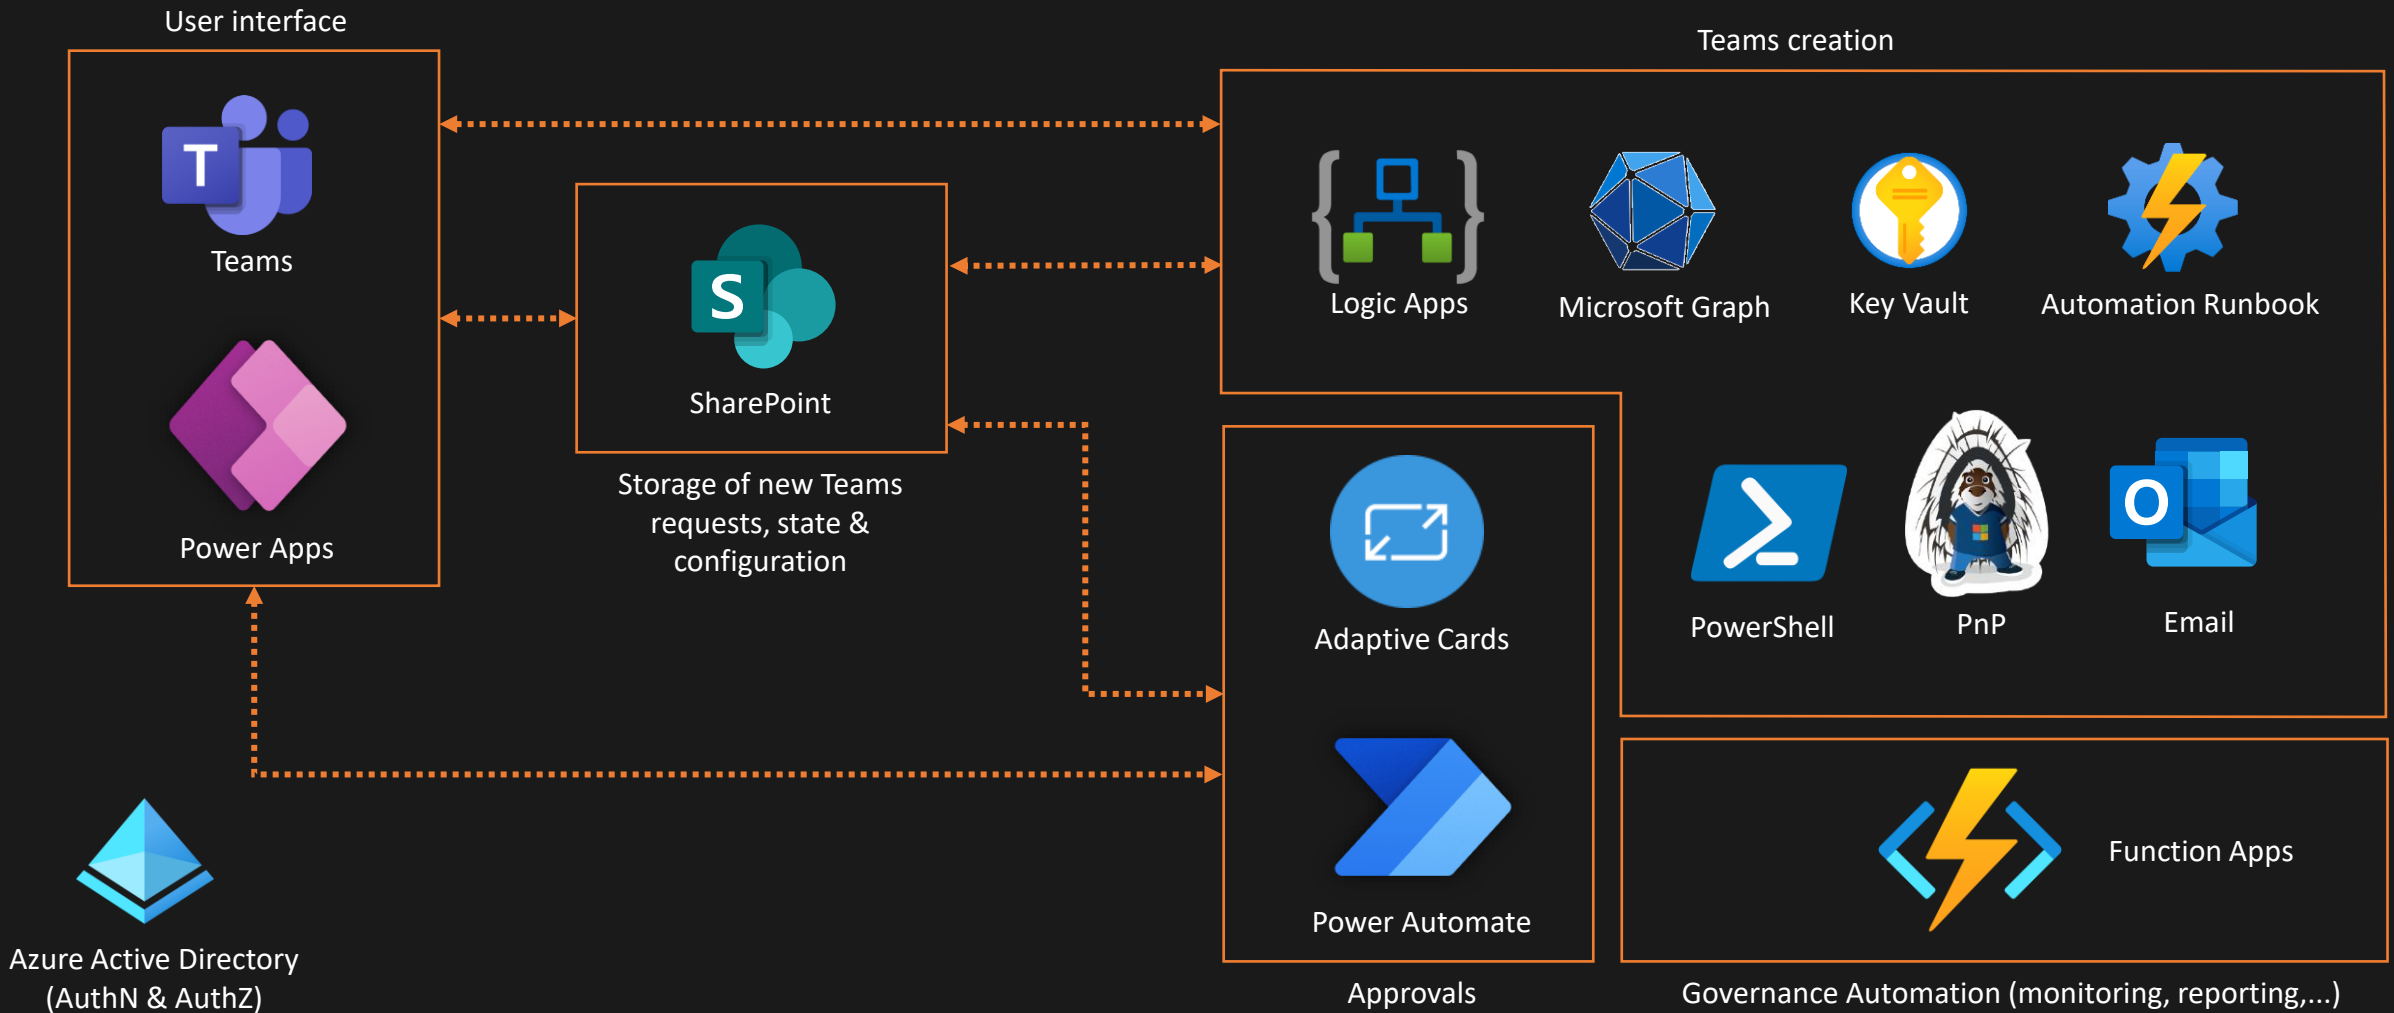 User interface
Teams creation
T
Teams
Power Apps
S
SharePoint
Storage of new Teams
requests, state &
configuration
Logic Apps
Microsoft Graph
Key Vault
Automation Runbook
PowerShell
PnP
O
Email
Adaptive Cards
Power Automate
Approvals
Function Apps
Governance Automation (monitoring, reporting,...)
Azure Active Directory
(AuthN & AuthZ)